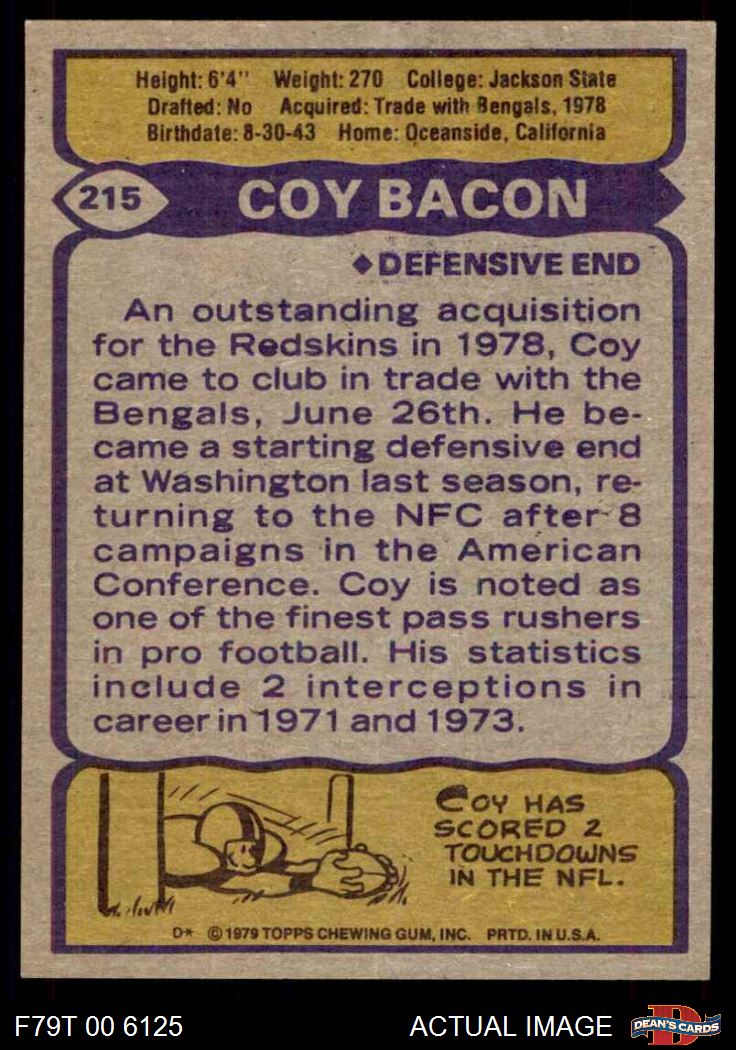 Height: 6'4" Weight: 270 College: Jackson State
Drafted: No Acquired: Trade with Bengals, 1978
Birthdate: 8-30-43 Home: Oceanside, California
215 COY BACON
♦DEFENSIVE END
An outstanding acquisition
for the Redskins in 1978, Coy
came to club in trade with the
Bengals, June 26th. He be-
came a starting defensive end
at Washington last season, re-
turning to the NFC after 8
campaigns in the American
Conference. Coy is noted as
one of the finest pass rushers
in pro football. His statistics
include 2 interceptions in
career in 1971 and 1973.
COY HAS
SCORED 2
TOUCHDOWNS
IN THE NFL.
D* © 1979 TOPPS CHEWING GUM, INC. PRTD. IN U.S.A.
F79T 00 6125 ACTUAL IMAGE D DEAN'S CARDS